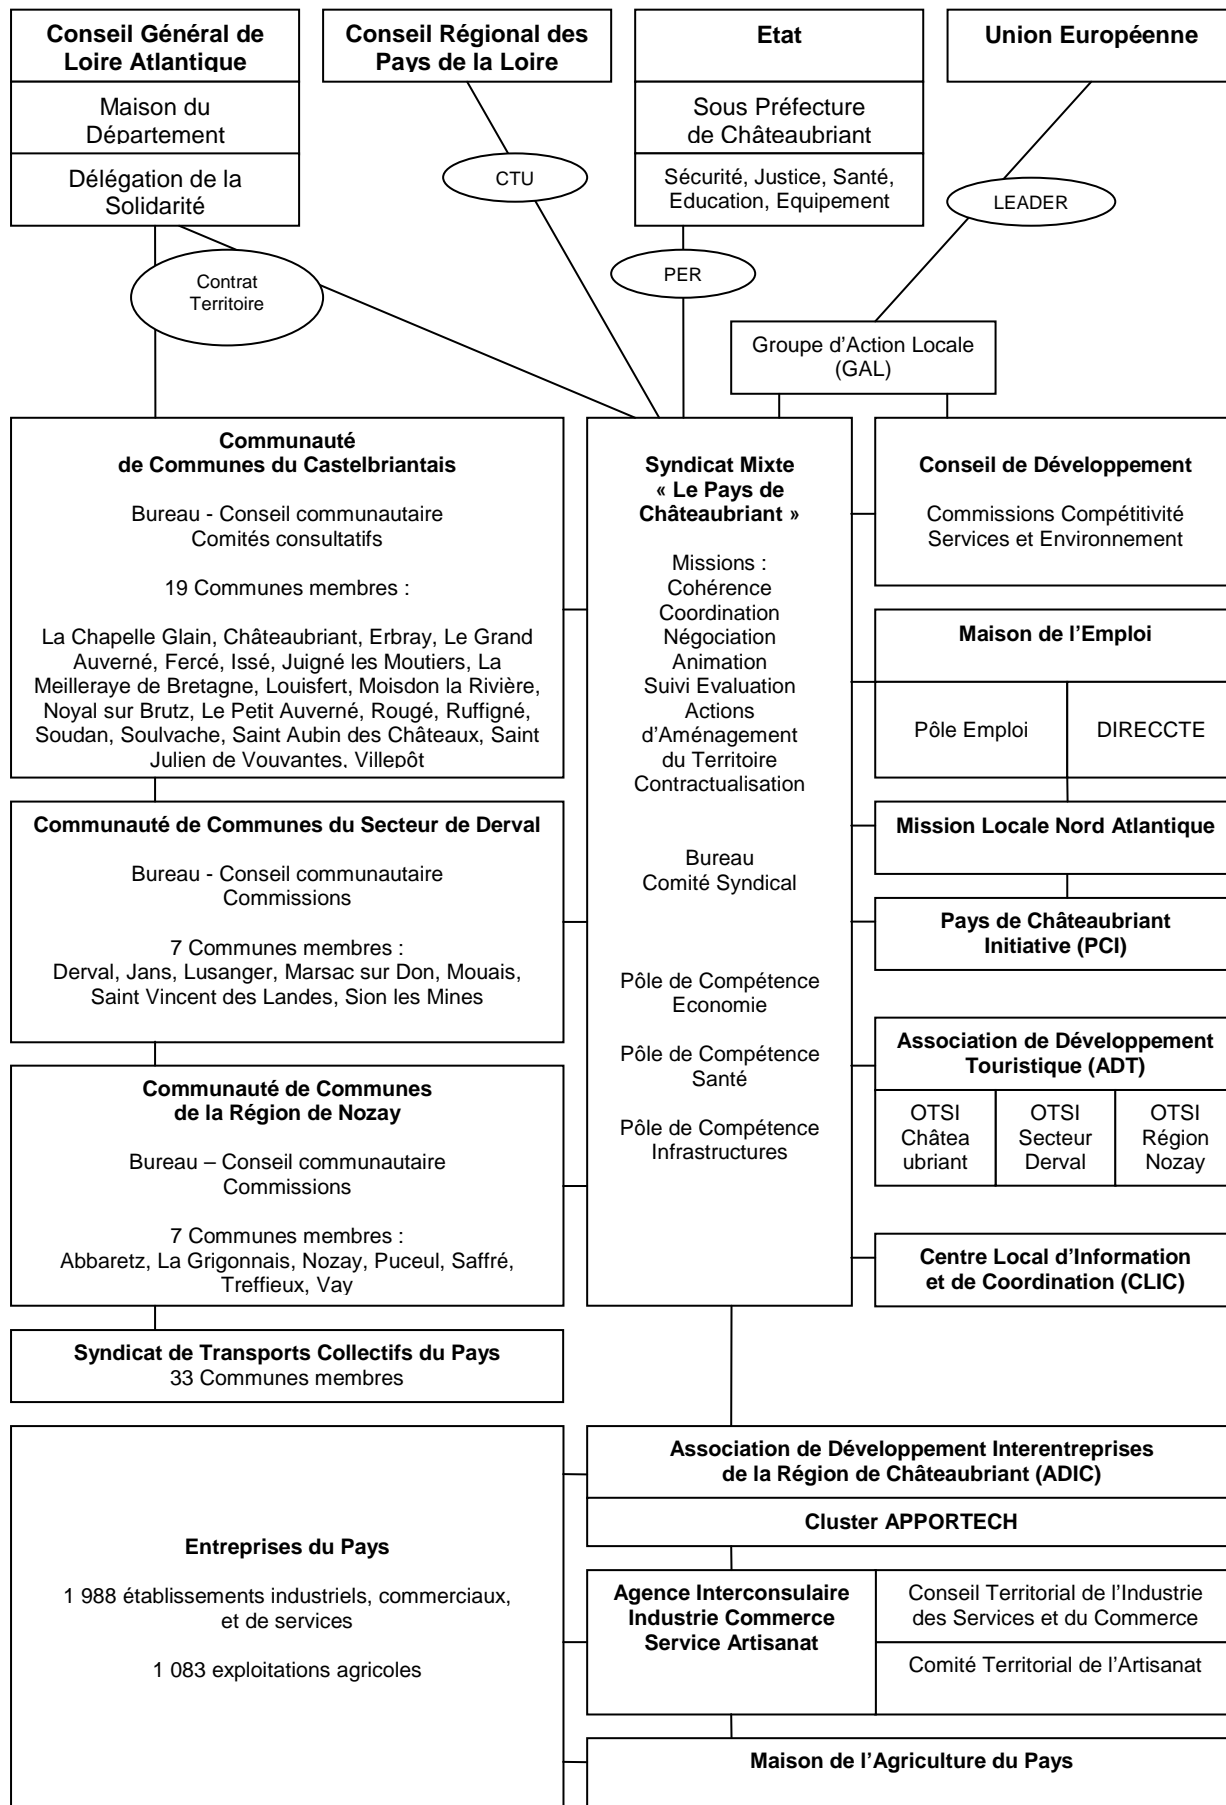 Conseil Général de
Loire Atlantique
Maison du
Département
Délégation de la
Solidarité
Conseil Régional des
Pays de la Loire
Etat
Sous Préfecture
de Châteaubriant
Sécurité, Justice, Santé,
Education, Equipement
Union Européenne
CTU
LEADER
PER
Contrat
Territoire
Groupe d’Action Locale
(GAL)
Communauté
de Communes du Castelbriantais
Bureau - Conseil communautaire
Comités consultatifs
19 Communes membres :
La Chapelle Glain, Châteaubriant, Erbray, Le Grand
Auverné, Fercé, Issé, Juigné les Moutiers, La
Meilleraye de Bretagne, Louisfert, Moisdon la Rivière,
Noyal sur Brutz, Le Petit Auverné, Rougé, Ruffigné,
Soudan, Soulvache, Saint Aubin des Châteaux, Saint
Julien de Vouvantes, Villepôt
Communauté de Communes du Secteur de Derval
Bureau - Conseil communautaire
Commissions
7 Communes membres :
Derval, Jans, Lusanger, Marsac sur Don, Mouais,
Saint Vincent des Landes, Sion les Mines
Communauté de Communes
de la Région de Nozay
Bureau – Conseil communautaire
Commissions
7 Communes membres :
Abbaretz, La Grigonnais, Nozay, Puceul, Saffré,
Treffieux, Vay
Syndicat de Transports Collectifs du Pays
33 Communes membres
Syndicat Mixte
« Le Pays de
Châteaubriant »
Missions :
Cohérence
Coordination
Négociation
Animation
Suivi Evaluation
Actions
d’Aménagement
du Territoire
Contractualisation
Bureau
Comité Syndical
Pôle de Compétence
Economie
Pôle de Compétence
Santé
Pôle de Compétence
Infrastructures
Conseil de Développement
Commissions Compétitivité
Services et Environnement
Maison de l’Emploi
Pôle Emploi
DIRECCTE
Mission Locale Nord Atlantique
Pays de Châteaubriant
Initiative (PCI)
Association de Développement
Touristique (ADT)
OTSI
Châtea
ubriant
OTSI
Secteur
Derval
OTSI
Région
Nozay
Centre Local d’Information
et de Coordination (CLIC)
Entreprises du Pays
1 988 établissements industriels, commerciaux,
et de services
1 083 exploitations agricoles
Association de Développement Interentreprises
de la Région de Châteaubriant (ADIC)
Cluster APPORTECH
Agence Interconsulaire
Industrie Commerce
Service Artisanat
Conseil Territorial de l’Industrie
des Services et du Commerce
Comité Territorial de l’Artisanat
Maison de l’Agriculture du Pays